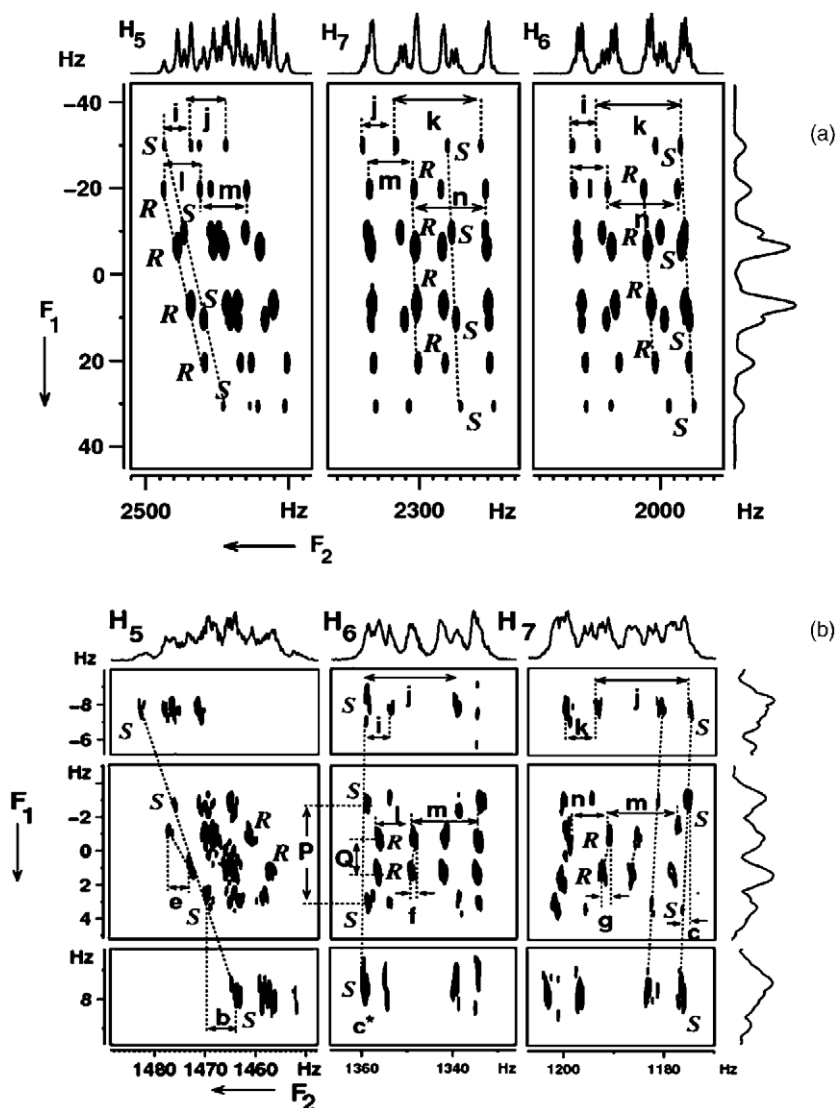 H5 H7 H6
Hz
(a)
-40
i j j k i k
S S S
-20
R R
l m m n l n
S
R R R S
R S
0
S R R
F1
R S S
20
S S S
40
2500 Hz 2300 Hz 2000 Hz
F2
H5 H6 H7
(b)
Hz
-8
S S j j
i k S
-6
Hz
F1
-2
S S n m
l m
R R R
0
P Q
R R R
2
e f g
S S S c
4
8
S S
b S c* S
1480 1470 1460 Hz 1360 1340 Hz 1200 1180 Hz
F2